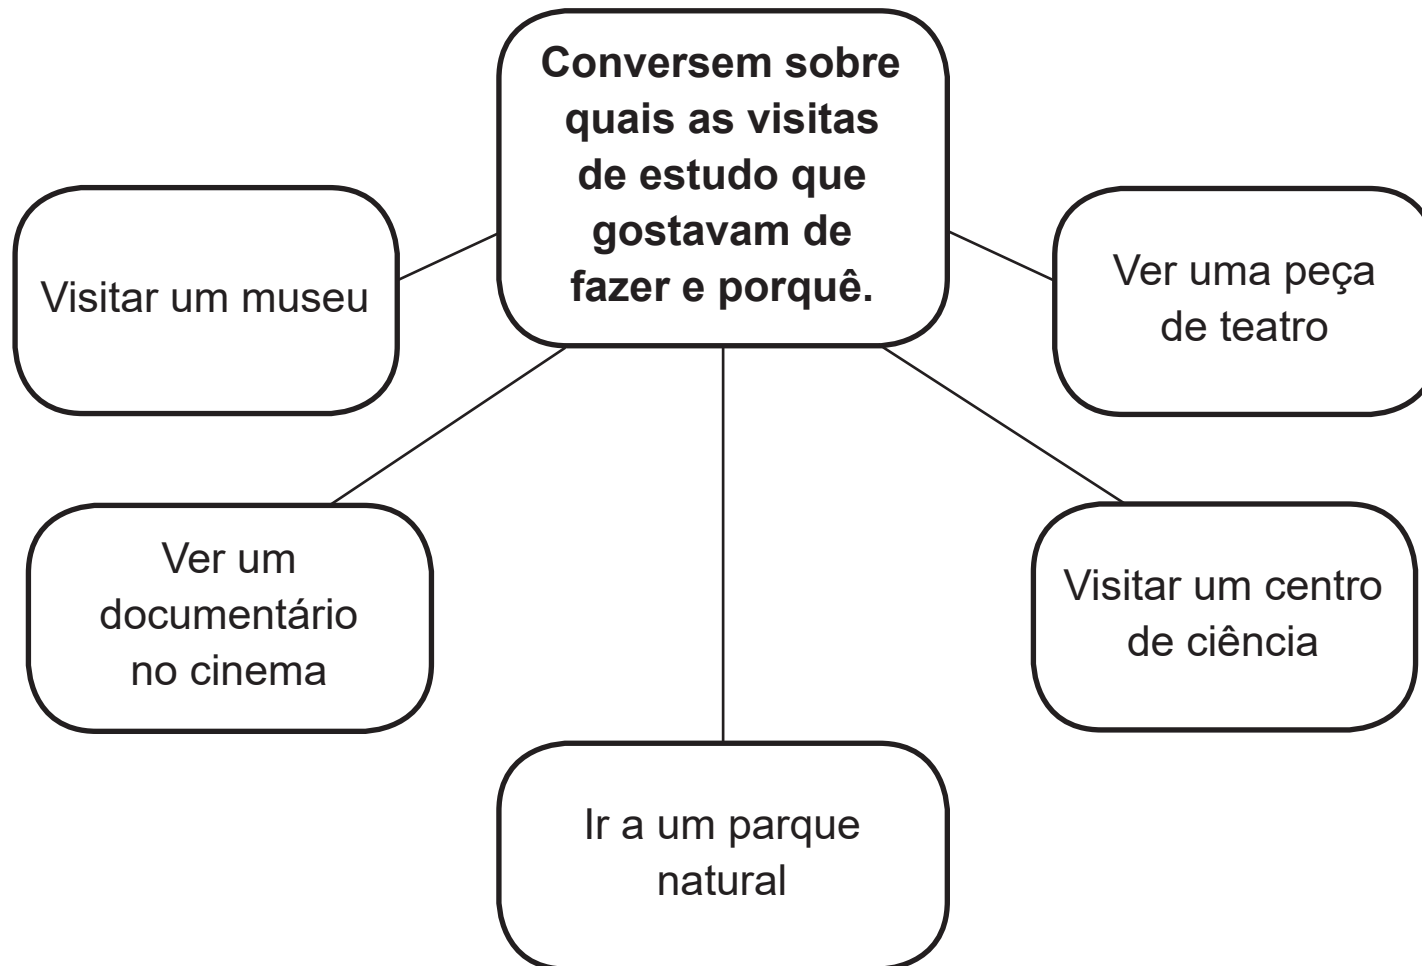 Conversem sobre
quais as visitas
de estudo que
gostavam de
fazer e porquê.
Visitar um museu
Ver uma peça
de teatro
Ver um
documentário
no cinema
Visitar um centro
de ciência
Ir a um parque
natural